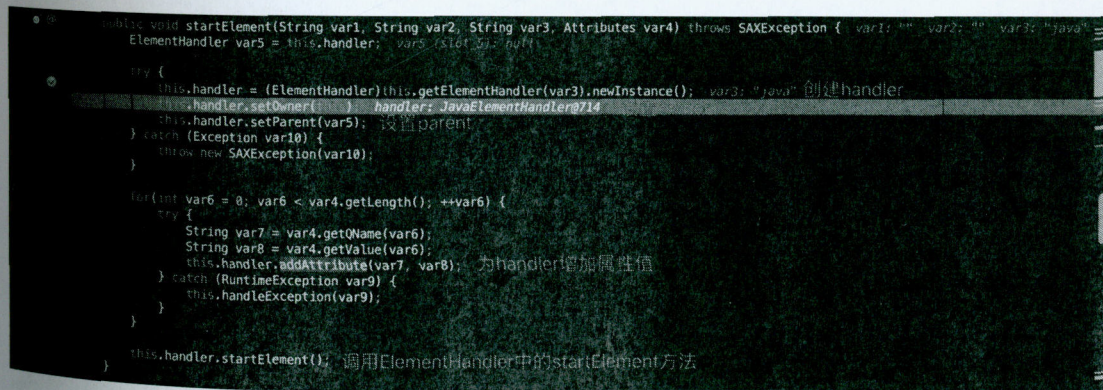 public void startElement(String var1, String var2, String var3, Attributes var4) throws SAXException { var1: "" var2: "" var3: "java"
ElementHandler var5 = this.handler; var5 (slot_5): null
try {
this.handler = (ElementHandler)this.getElementHandler(var3).newInstance(); var3: "java" 创建handler
this.handler.setOwner( ) handler: JavaElementHandler@714
this.handler.setParent(var5); 设置parent
} catch (Exception var10) {
throw new SAXException(var10);
}
for(int var6 = 0; var6 < var4.getLength(); ++var6) {
try {
String var7 = var4.getQName(var6);
String var8 = var4.getValue(var6);
this.handler.addAttribute(var7, var8); 为handler增加属性值
} catch (RuntimeException var9) {
this.handleException(var9);
}
}
this.handler.startElement(); 调用ElementHandler中的startElement方法
}